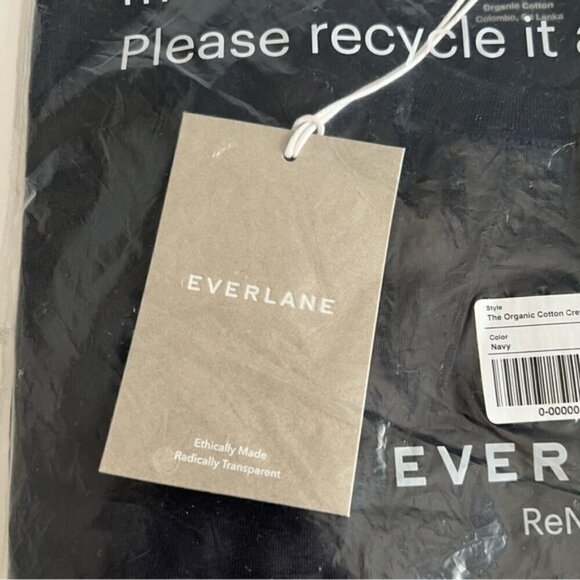 Organic Cotton
Colombo, Sri Lanka
Please recycle it a
EVERLANE
Ethically Made
Radically Transparent
Style
The Organic Cotton Cre
Color
Navy
0-00000
EVER
ReN